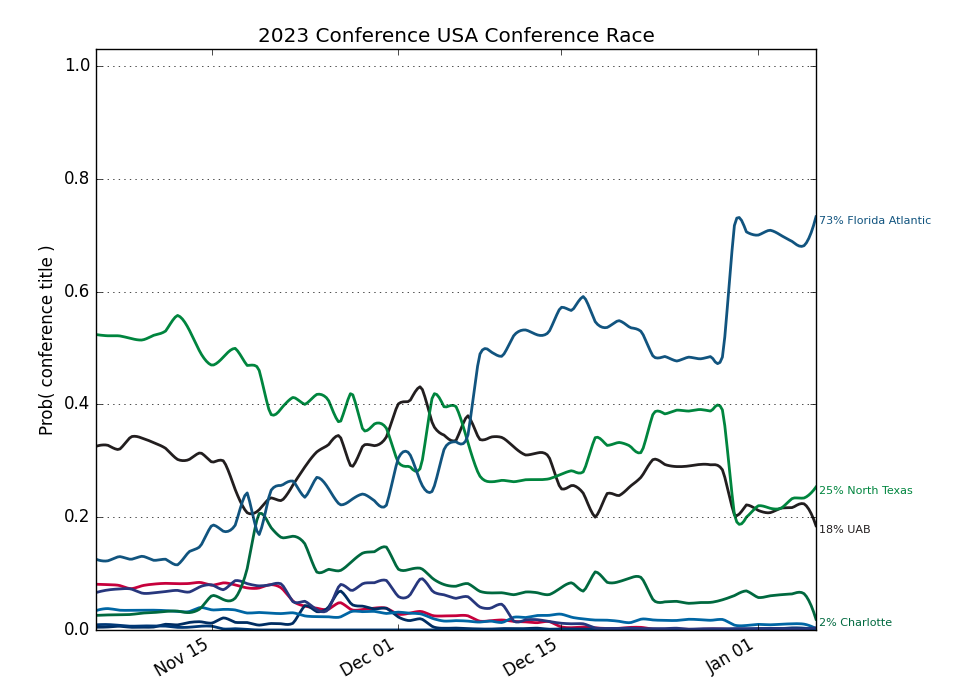 2023 Conference USA Conference Race
Prob( conference title )
1.0
0.8
0.6
0.4
0.2
0.0
73% Florida Atlantic
25% North Texas
18% UAB
2% Charlotte
Nov 15
Dec 01
Dec 15
Jan 01